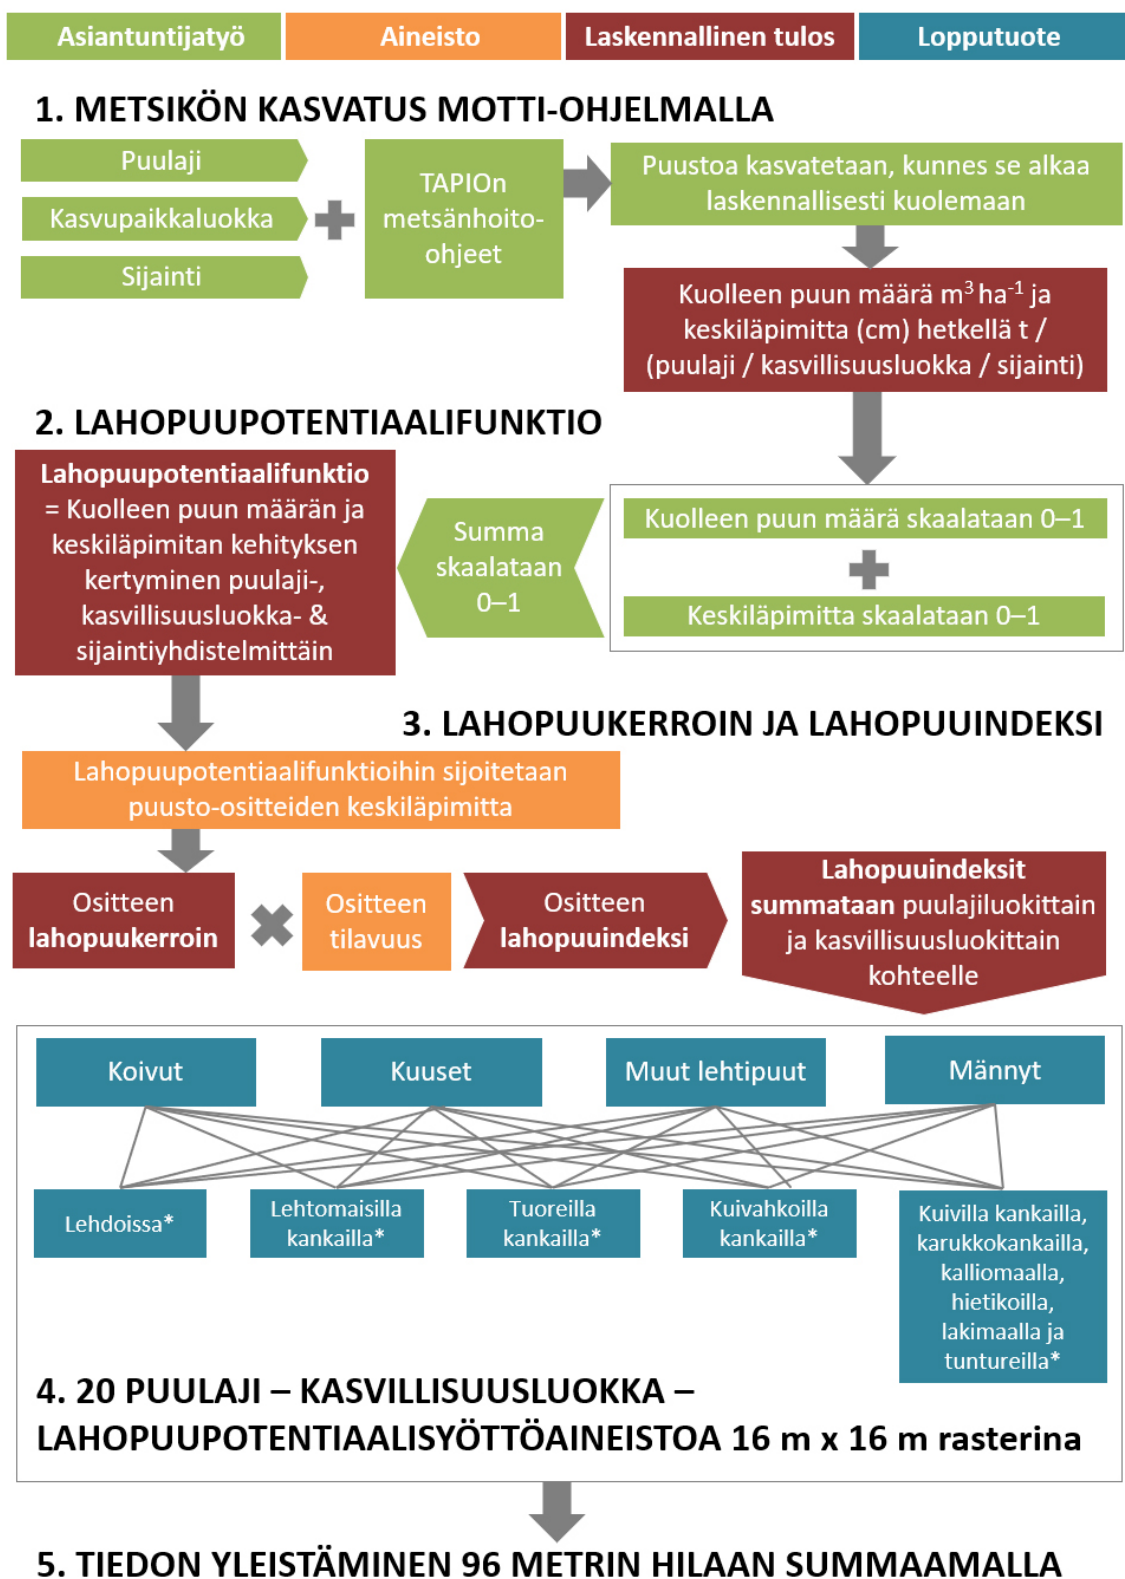 Asiantuntijatyö
Aineisto
Laskennallinen tulos
Lopputuote
1. METSIKÖN KASVATUS MOTTI-OHJELMALLA
Puulaji
Kasvupaikkaluokka
Sijainti
TAPIOn
metsänhoito-
ohjeet
Puustoa kasvatetaan, kunnes se alkaa
laskennallisesti kuolemaan
Kuolleen puun määrä m³ ha⁻¹ ja
keskiläpimitta (cm) hetkellä t /
(puulaji / kasvillisuusluokka / sijainti)
2. LAHOPUUPOTENTIAALIFUNKTIO
Kuolleen puun määrä skaalataan 0–1
Keskiläpimitta skaalataan 0–1
Summa
skaalataan
0–1
Lahopuupotentiaalifunktio
= Kuolleen puun määrän ja
keskiläpimitan kehityksen
kertyminen puulaji-,
kasvillisuusluokka- &
sijaintiyhdistelmittäin
3. LAHOPUUKERROIN JA LAHOPUUINDEKSI
Lahopuupotentiaalifunktioihin sijoitetaan
puusto-ositteiden keskiläpimitta
Ositteen
lahopuukerroin
Ositteen
tilavuus
Ositteen
lahopuuindeksi
Lahopuuindeksit
summataan puulajiluokittain
ja kasvillisuusluokittain
kohteelle
Koivut
Kuuset
Muut lehtipuut
Männyt
Lehdoissa*
Lehtomaisilla
kankailla*
Tuoreilla
kankailla*
Kuivahkoilla
kankailla*
Kuivilla kankailla,
karukkokankailla,
kalliomaalla,
hietikoilla,
lakimaalla ja
tuntureilla*
4. 20 PUULAJI – KASVILLISUUSLUOKKA –
LAHOPUUPOTENTIAALISYÖTTÖAINEISTOA 16 m x 16 m rasterina
5. TIEDON YLEISTÄMINEN 96 METRIN HILAAN SUMMAAMALLA